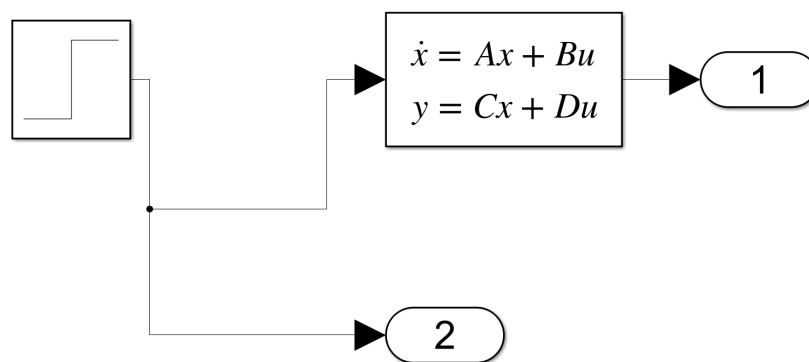 ẋ = Ax + Bu
y = Cx + Du
1
2